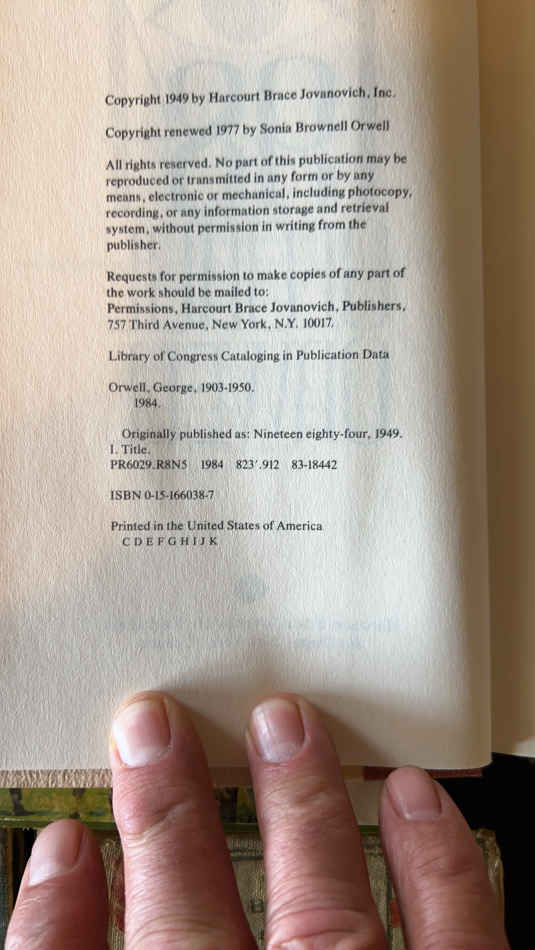 Copyright 1949 by Harcourt Brace Jovanovich, Inc.
Copyright renewed 1977 by Sonia Brownell Orwell
All rights reserved. No part of this publication may be
reproduced or transmitted in any form or by any
means, electronic or mechanical, including photocopy,
recording, or any information storage and retrieval
system, without permission in writing from the
publisher.
Requests for permission to make copies of any part of
the work should be mailed to:
Permissions, Harcourt Brace Jovanovich, Publishers,
757 Third Avenue, New York, N.Y. 10017.
Library of Congress Cataloging in Publication Data
Orwell, George, 1903-1950.
1984.
Originally published as: Nineteen eighty-four, 1949.
I. Title.
PR6029.R8N5 1984 823′.912 83-18442
ISBN 0-15-166038-7
Printed in the United States of America
C D E F G H I J K